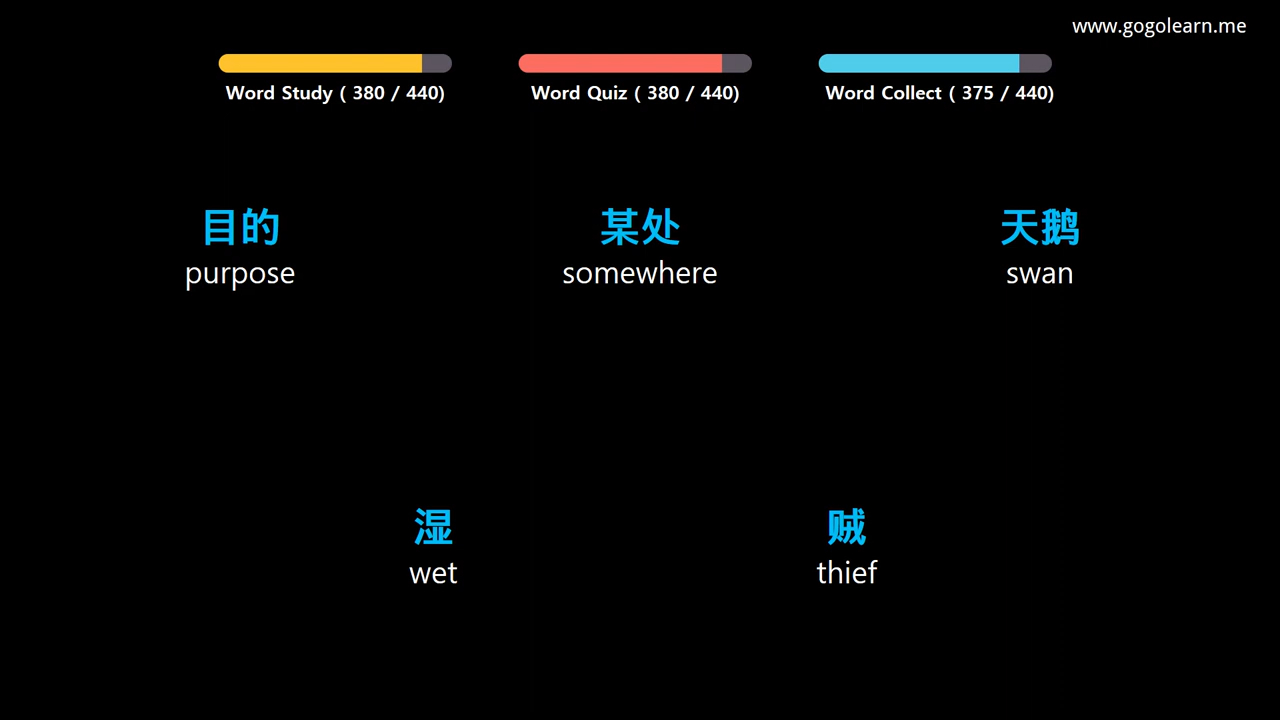 www.gogolearn.me
Word Study ( 380 / 440)
Word Quiz ( 380 / 440)
Word Collect ( 375 / 440)
目的
purpose
某处
somewhere
天鹅
swan
湿
wet
贼
thief